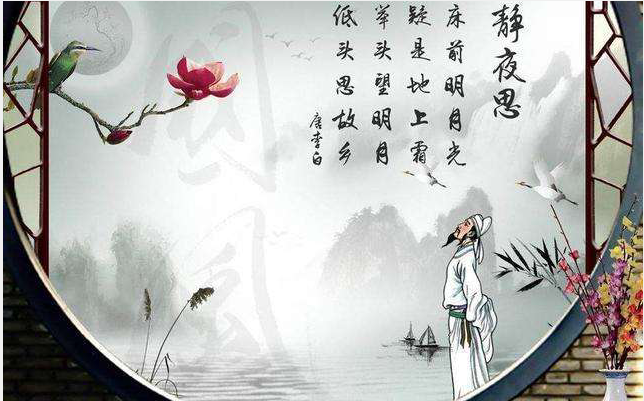 静夜思
床前明月光
疑是地上霜
举头望明月
低头思故乡
唐李白